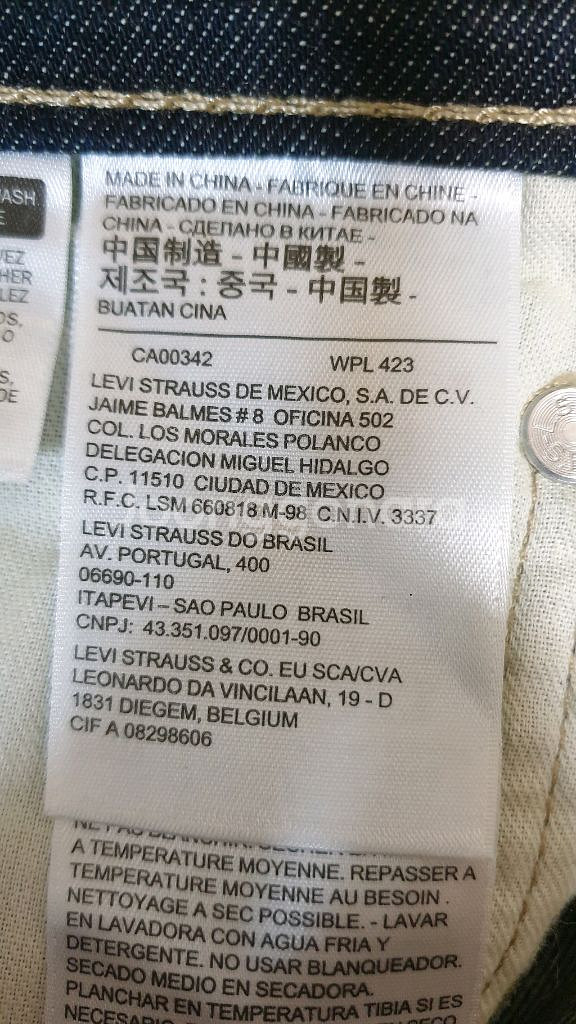 MADE IN CHINA - FABRIQUE EN CHINE -
FABRICADO EN CHINA - FABRICADO NA
CHINA - СДЕЛАНО В КИТАЕ -
中国制造 - 中國製 -
제조국 : 중국 - 中国製 -
BUATAN CINA
CA00342 WPL 423
LEVI STRAUSS DE MEXICO, S.A. DE C.V.
JAIME BALMES # 8 OFICINA 502
COL. LOS MORALES POLANCO
DELEGACION MIGUEL HIDALGO
C.P. 11510 CIUDAD DE MEXICO
R.F.C. LSM 660818 M-98 C.N.I.V. 3337
LEVI STRAUSS DO BRASIL
AV. PORTUGAL, 400
06690-110
ITAPEVI – SAO PAULO BRASIL
CNPJ: 43.351.097/0001-90
LEVI STRAUSS & CO. EU SCA/CVA
LEONARDO DA VINCILAAN, 19 - D
1831 DIEGEM, BELGIUM
CIF A 08298606
A TEMPERATURE MOYENNE. REPASSER A
TEMPERATURE MOYENNE AU BESOIN .
NETTOYAGE A SEC POSSIBLE. - LAVAR
EN LAVADORA CON AGUA FRIA Y
DETERGENTE. NO USAR BLANQUEADOR.
SECADO MEDIO EN SECADORA.
PLANCHAR EN TEMPERATURA TIBIA SI ES